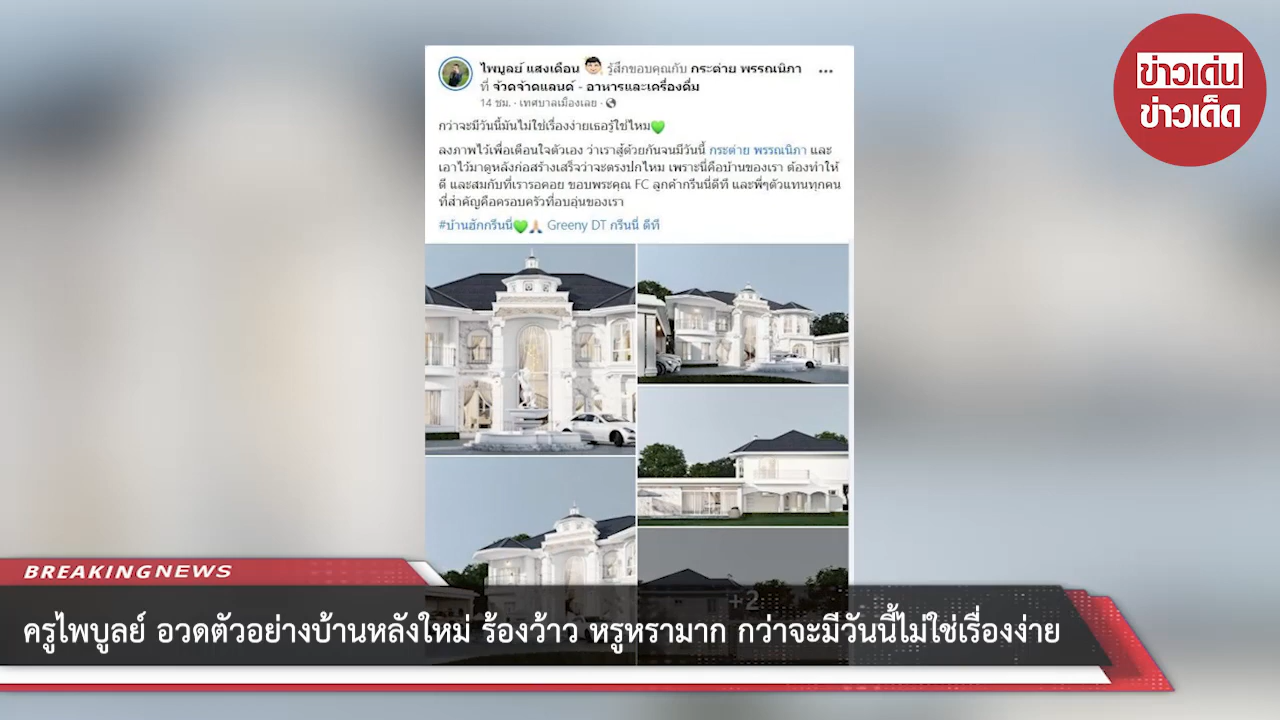 ข่าวเด่น
ข่าวเด็ด
ไพบูลย์ แสงเดือน รู้สึกขอบคุณกับ กระต่าย พรรณนิภา ...
ที่ จ้วดจ้าดแลนด์ - อาหารและเครื่องดื่ม
14 ชม. · เทศบาลเมืองเลย ·
กว่าจะมีวันนี้มันไม่ใช่เรื่องง่ายเธอรู้ใช่ไหม💚
ลงภาพไว้เพื่อเตือนใจตัวเอง ว่าเราสู้ด้วยกันจนมีวันนี้ กระต่าย พรรณนิภา และ
เอาไว้มาดูหลังก่อสร้างเสร็จว่าจะตรงปกไหม เพราะนี่คือบ้านของเรา ต้องทำให้
ดี และสมกับที่เรารอคอย ขอบพระคุณ FC ลูกค้ากรีนนี่ดีที และพี่ๆตัวแทนทุกคน
ที่สำคัญคือครอบครัวที่อบอุ่นของเรา
#บ้านฮักกรีนนี่💚🙏 Greeny DT กรีนนี่ ดีที
+2
BREAKING NEWS
ครูไพบูลย์ อวดตัวอย่างบ้านหลังใหม่ ร้องว้าว หรูหรามาก กว่าจะมีวันนี้ไม่ใช่เรื่องง่าย